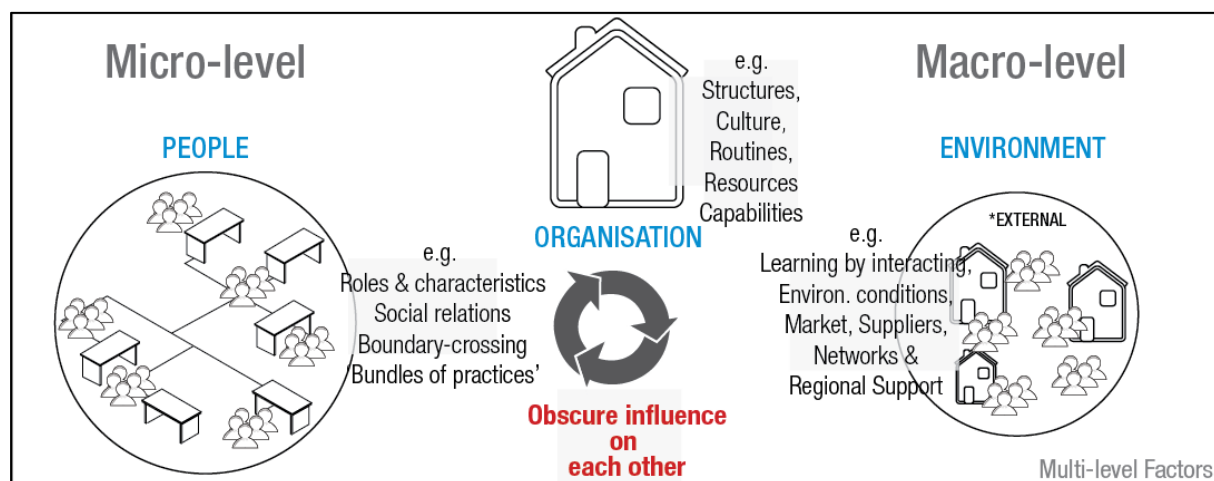 Micro-level
PEOPLE
e.g.
Roles & characteristics
Social relations
Boundary-crossing
'Bundles of practices'
e.g.
Structures,
Culture,
Routines,
Resources
Capabilities
ORGANISATION
Obscure influence
on
each other
Macro-level
ENVIRONMENT
*EXTERNAL
e.g.
Learning by interacting,
Environ. conditions,
Market, Suppliers,
Networks &
Regional Support
Multi-level Factors